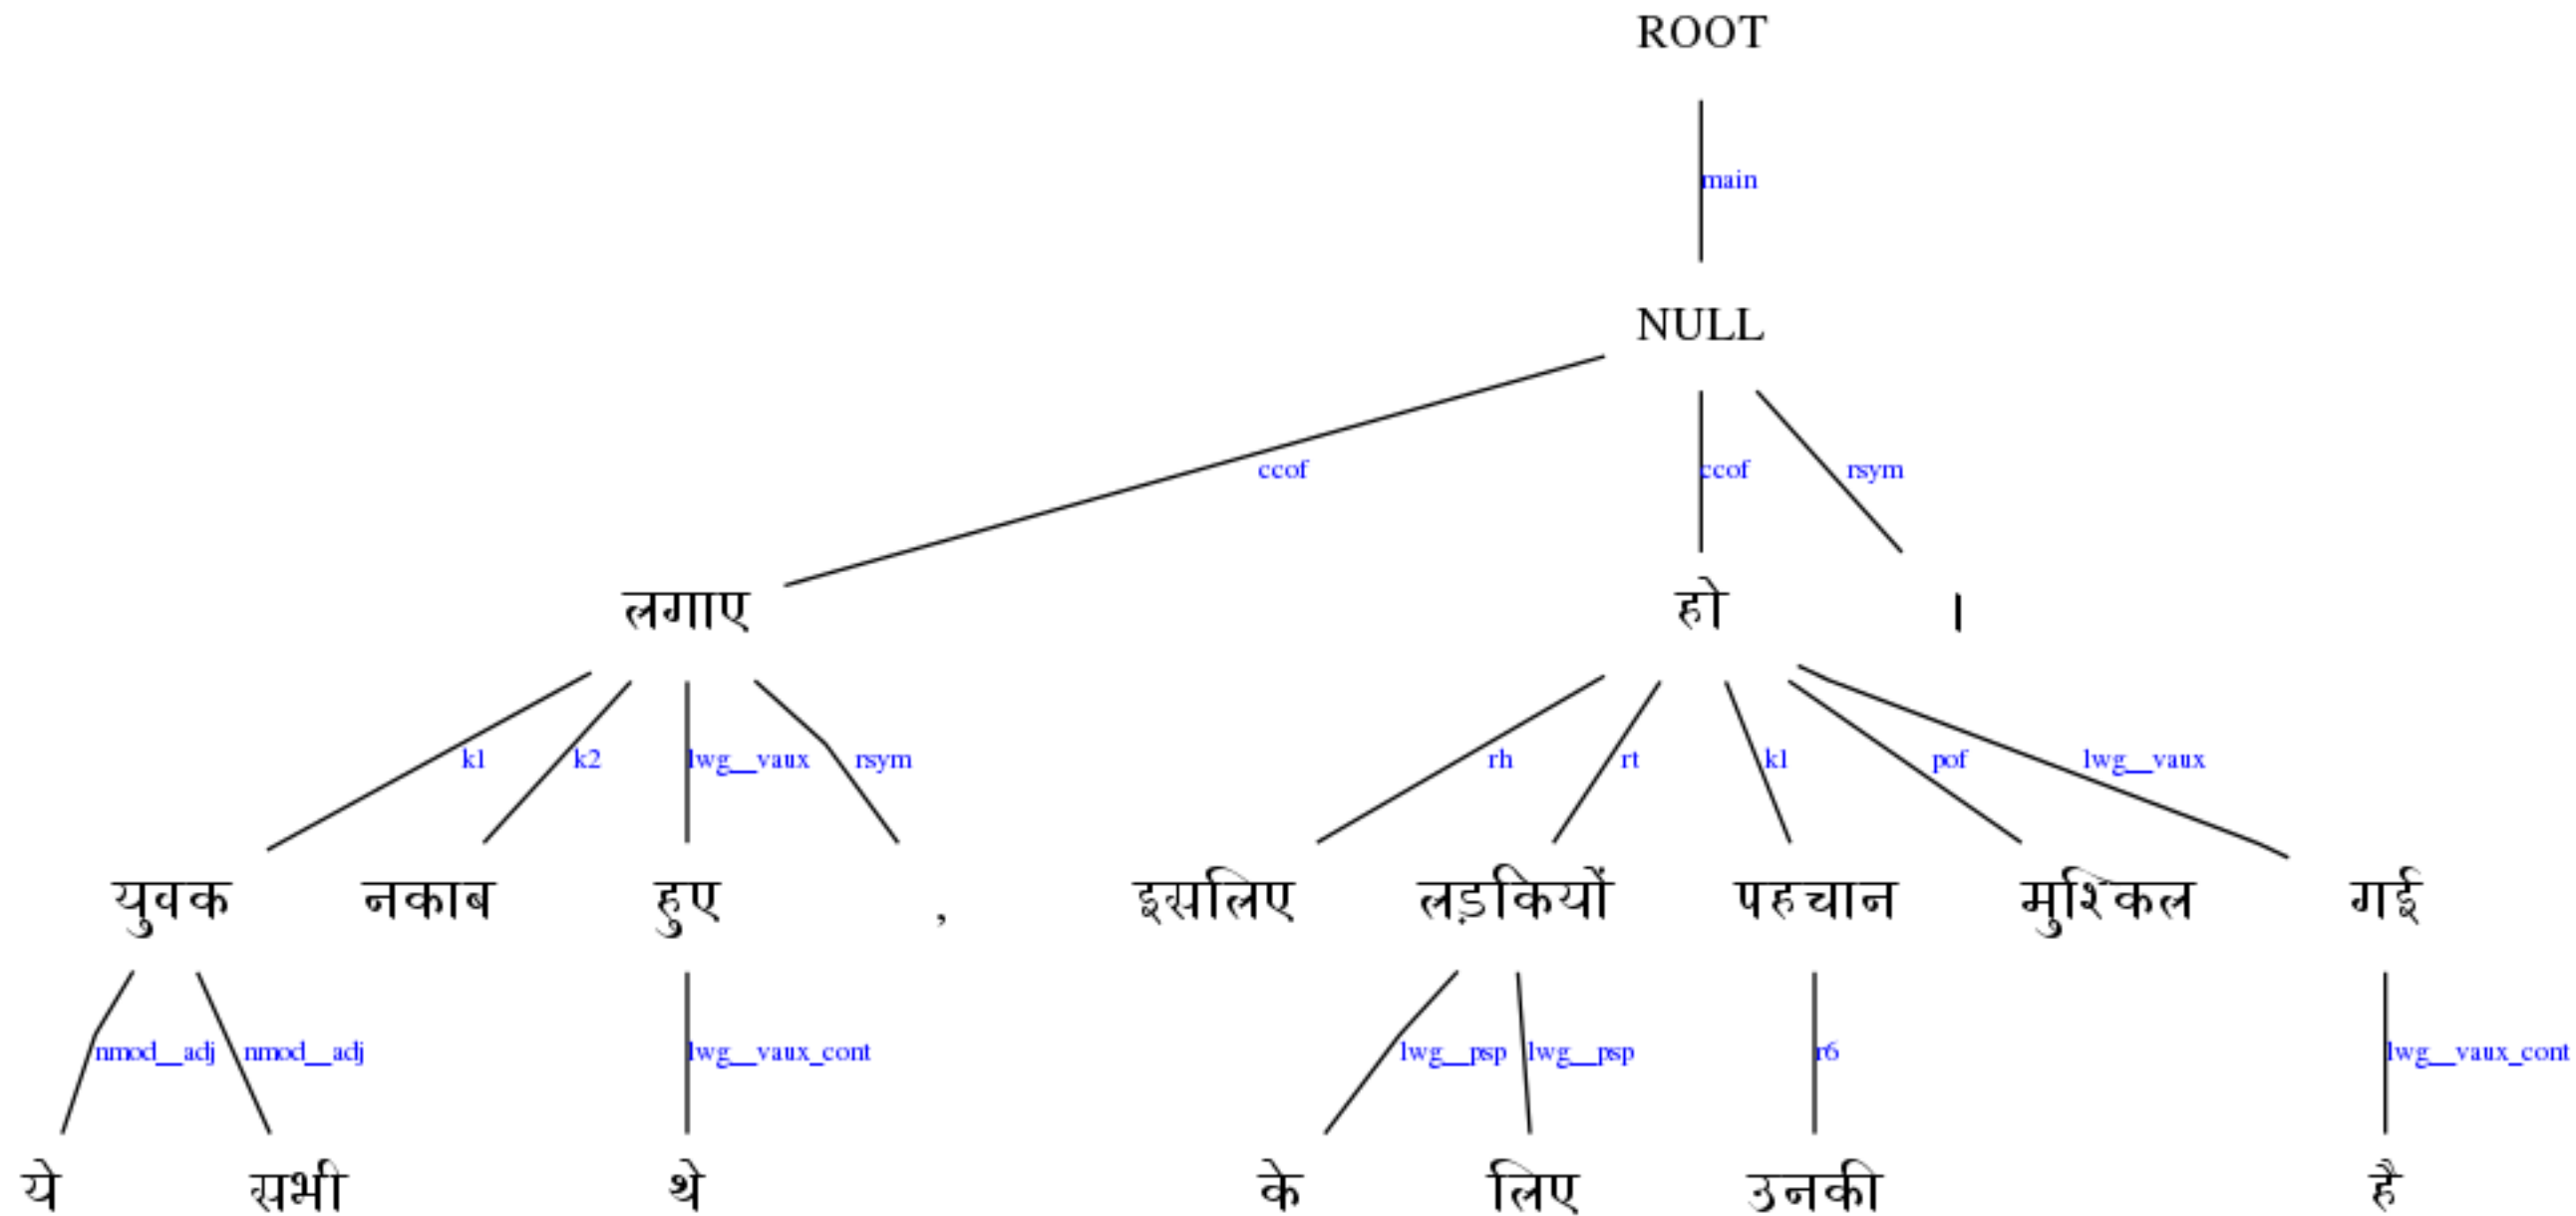 ROOT
main
NULL
ccof ccof rsym
लगाए हो ।
k1 k2 lwg__vaux rsym rh rt k1 pof lwg__vaux
युवक नकाब हुए , इसलिए लड़कियों पहचान मुश्किल गई
nmod__adj nmod__adj lwg__vaux_cont lwg__psp lwg__psp r6 lwg__vaux_cont
ये सभी थे के लिए उनकी है